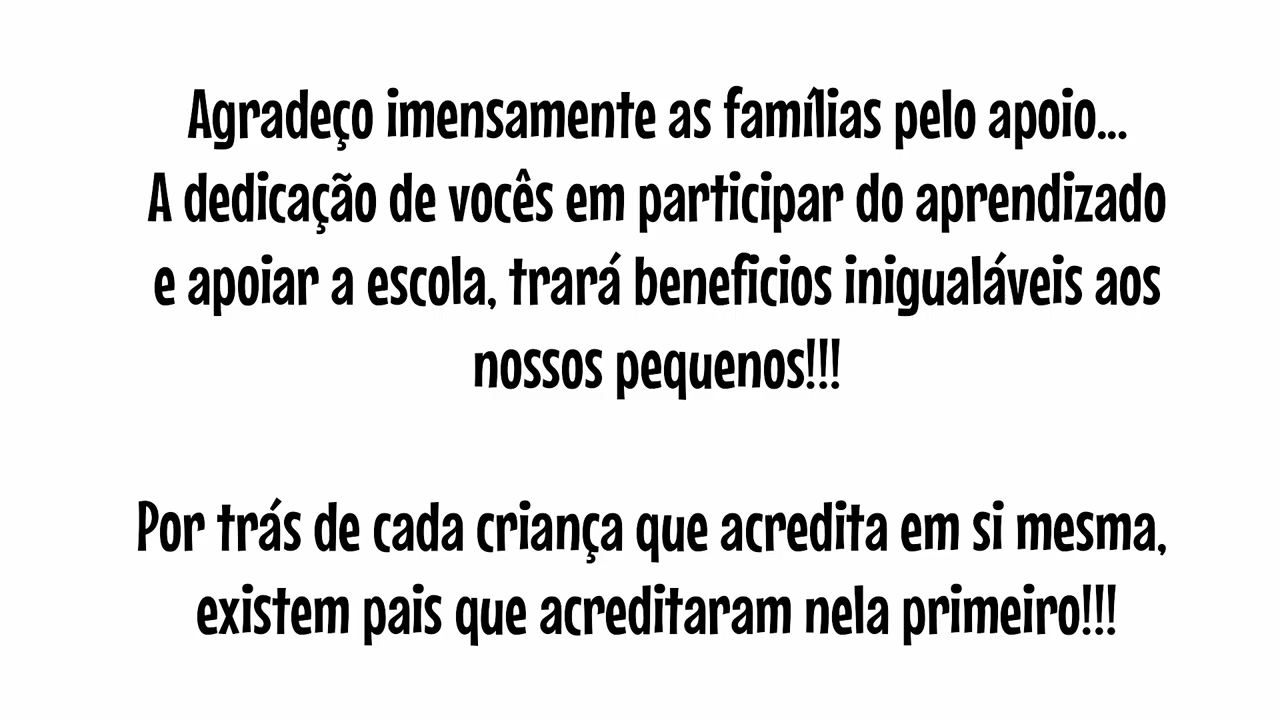 Agradeço imensamente as famílias pelo apoio...
A dedicação de vocês em participar do aprendizado
e apoiar a escola, trará beneficios inigualáveis aos
nossos pequenos!!!
Por trás de cada criança que acredita em si mesma,
existem pais que acreditaram nela primeiro!!!